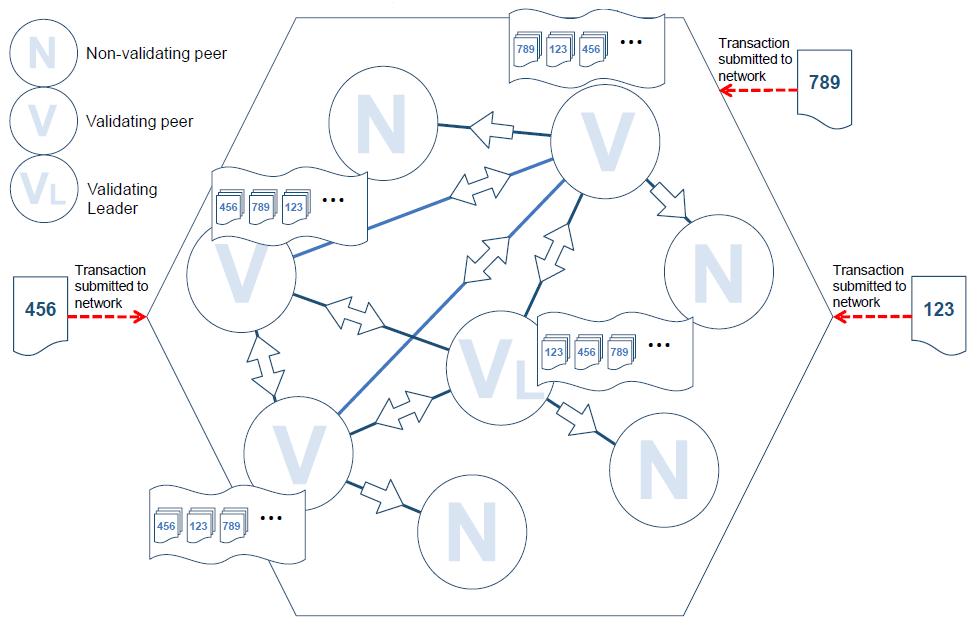 N
Non-validating peer
V
Validating peer
VL
Validating
Leader
789 123 456 •••
Transaction
submitted to
network
789
N
V
456 789 123 •••
V
N
Transaction
submitted to
network
456
Transaction
submitted to
network
123
123 456 789 •••
VL
V
N
456 123 789 •••
N